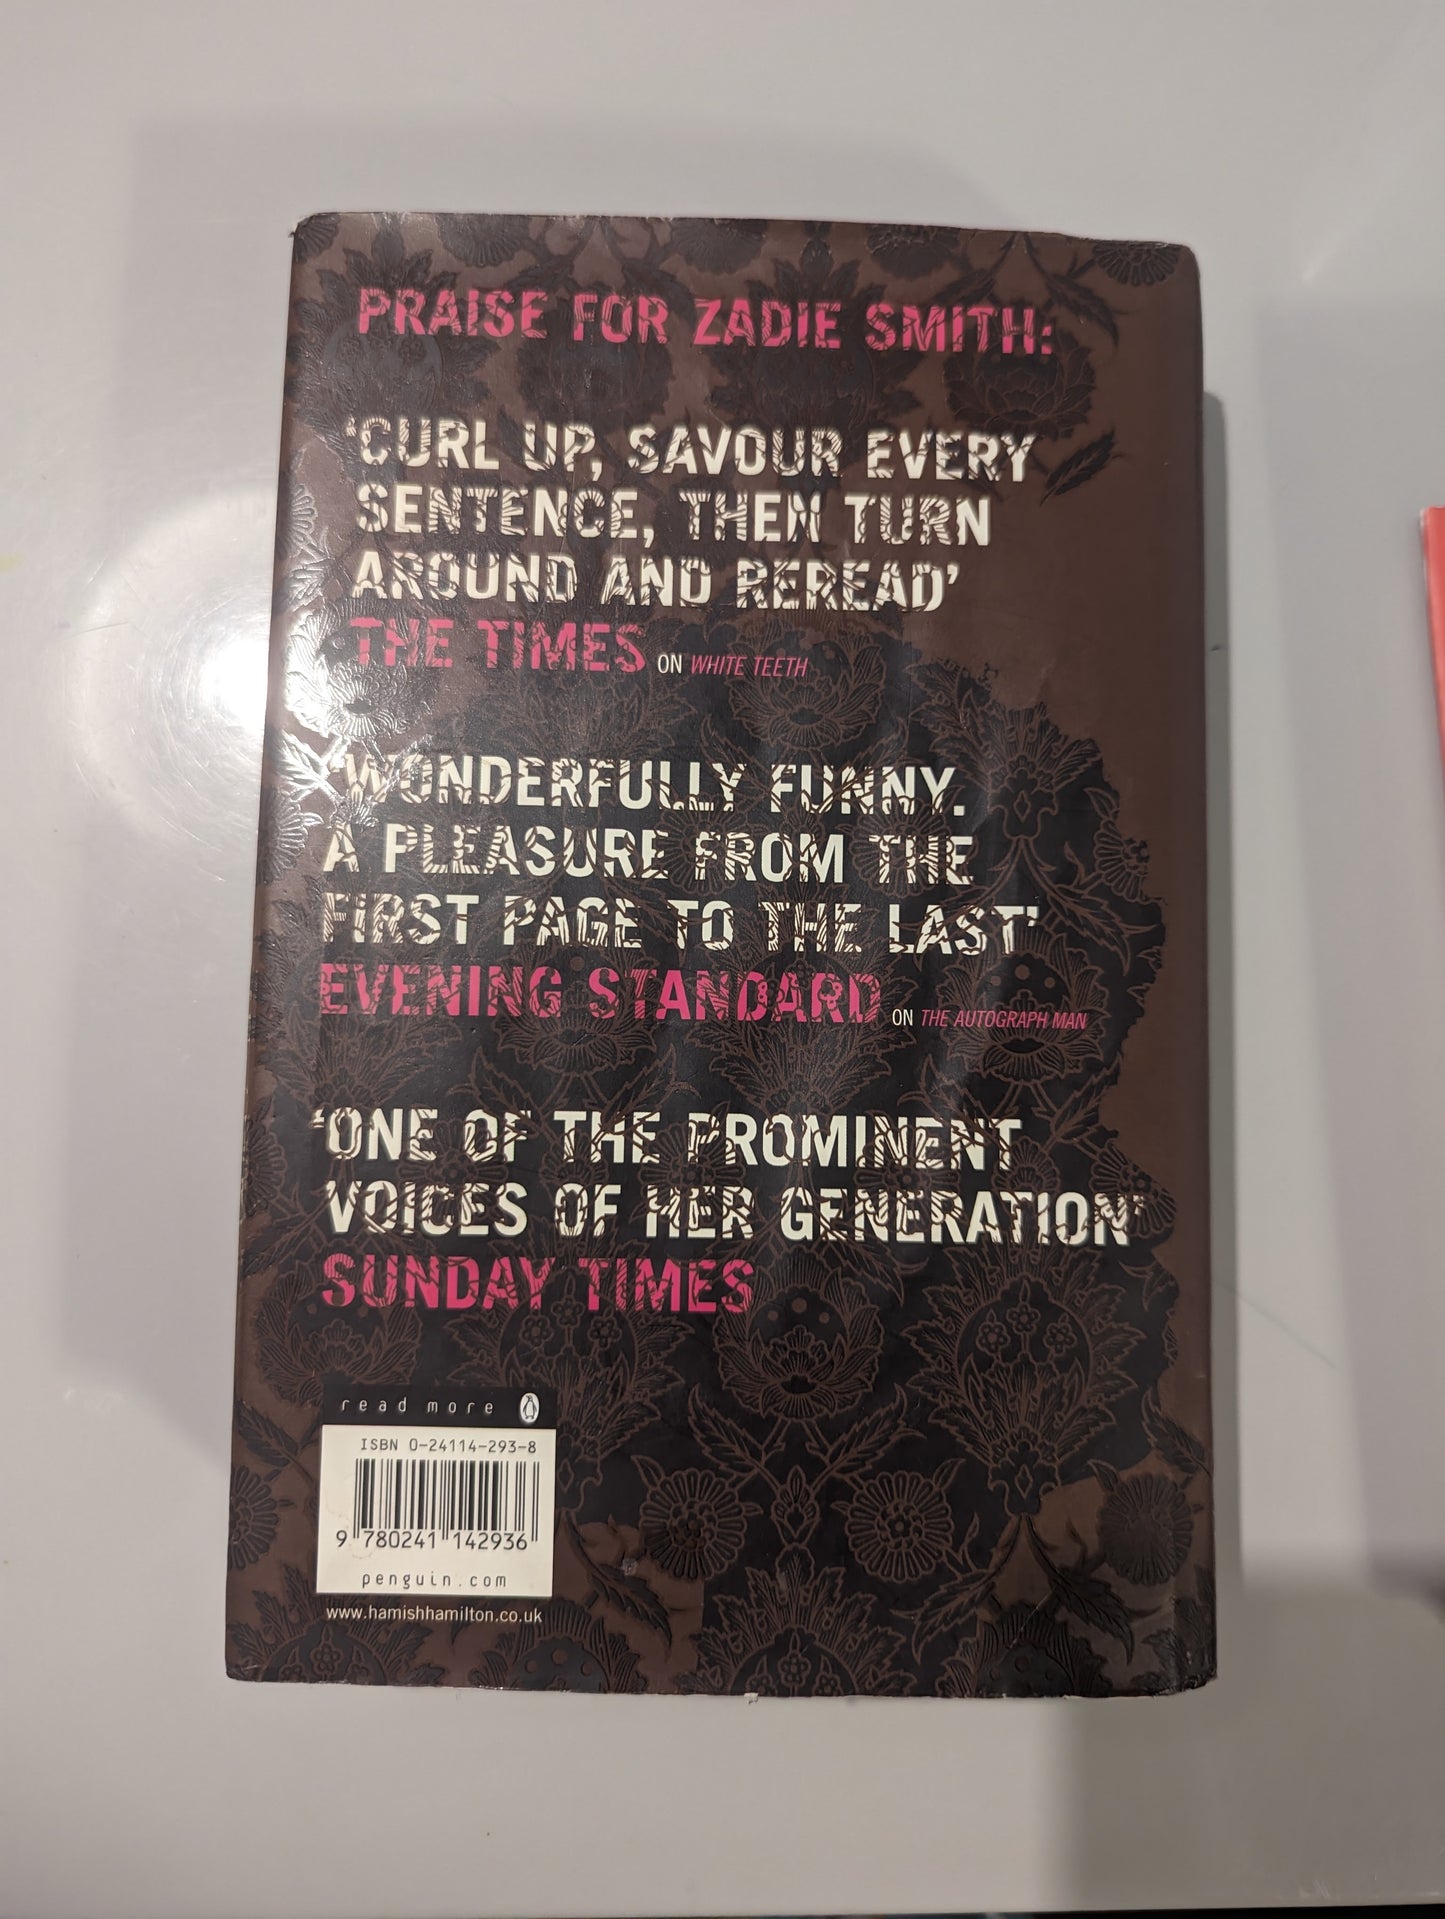 PRAISE FOR ZADIE SMITH:
‘CURL UP, SAVOUR EVERY
SENTENCE, THEN TURN
AROUND AND REREAD’
THE TIMES ON WHITE TEETH
‘WONDERFULLY FUNNY.
A PLEASURE FROM THE
FIRST PAGE TO THE LAST’
EVENING STANDARD ON THE AUTOGRAPH MAN
‘ONE OF THE PROMINENT
VOICES OF HER GENERATION’
SUNDAY TIMES
read more
ISBN 0-24114-293-8
9 780241 142936
penguin.com
www.hamishhamilton.co.uk